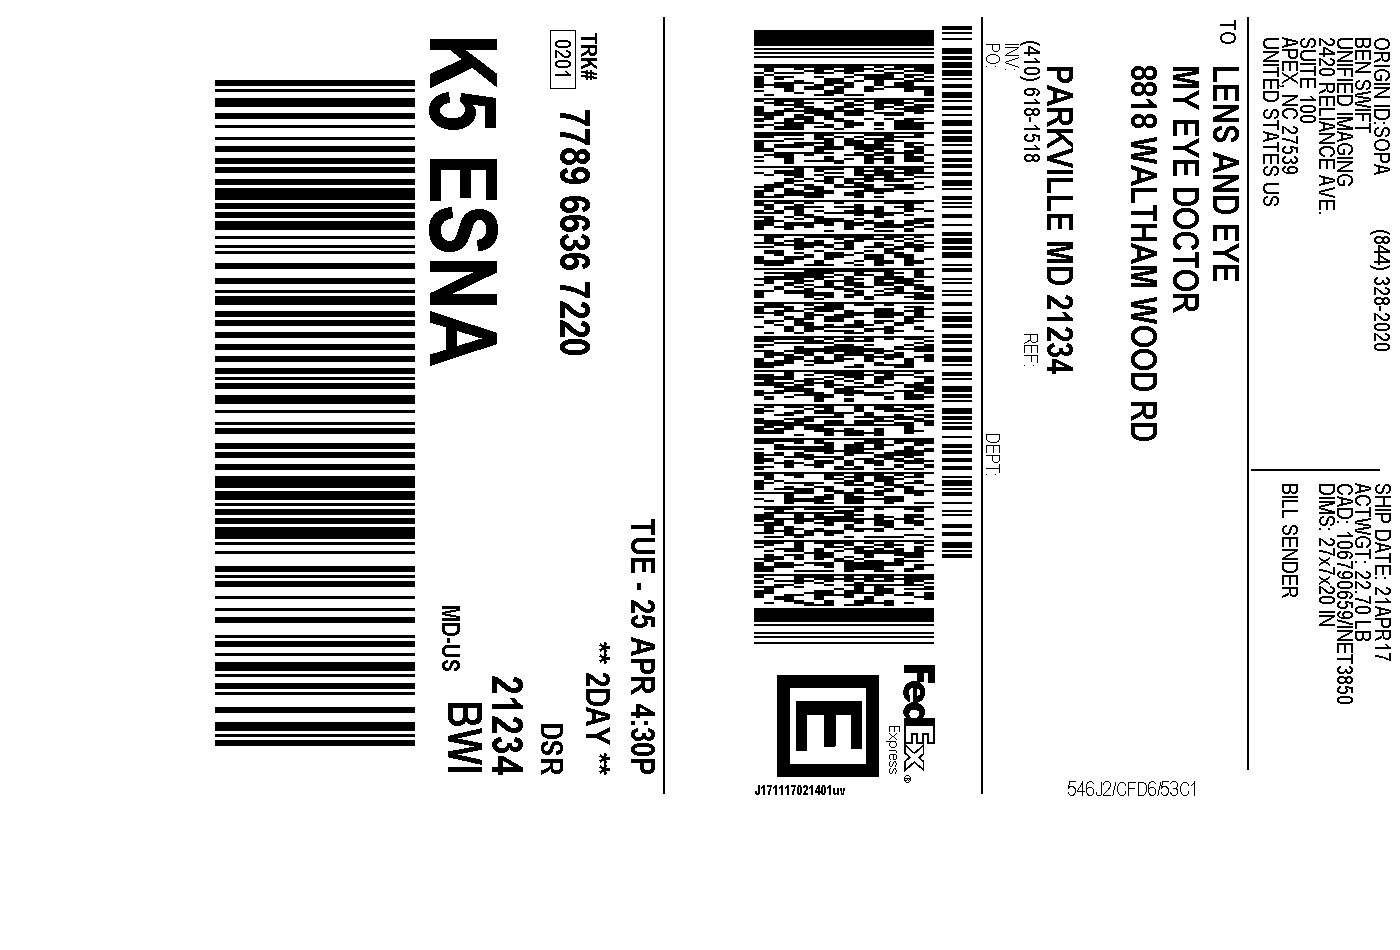 ORIGIN ID:SOPA (844) 328-2020
BEN SWIFT
UNIFIED IMAGING
2420 RELIANCE AVE.
SUITE 100
APEX, NC 27539
UNITED STATES US
SHIP DATE: 21APR17
ACTWGT: 22.70 LB
CAD: 106790659/INET3850
DIMS: 27x7x20 IN
BILL SENDER
TO LENS AND EYE
MY EYE DOCTOR
8818 WALTHAM WOOD RD
PARKVILLE MD 21234
(410) 618-1518 REF:
INV:
PO: DEPT:
546J2/CFD6/53C1
FedEx ®
Express
E
J171117021401uv
TUE - 25 APR 4:30P
** 2DAY **
TRK# 7789 6636 7220
0201
DSR
21234
K5 ESNA
MD-US BWI